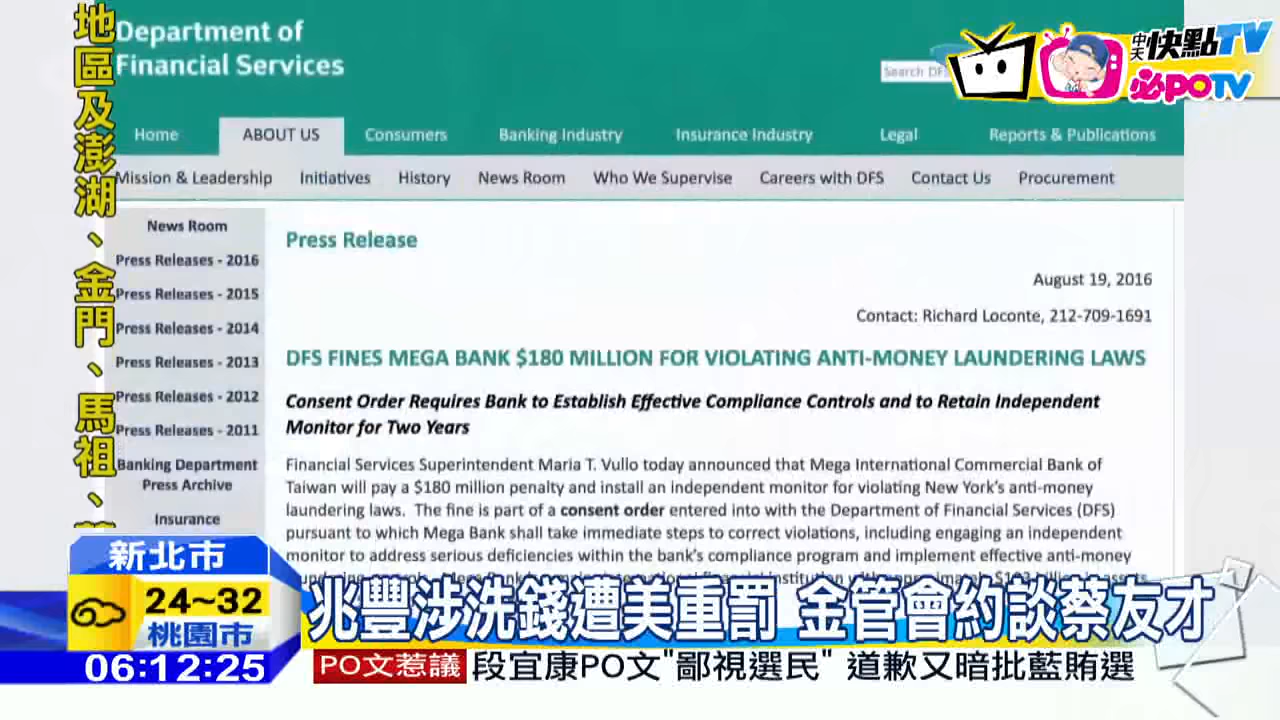 Department of
Financial Services
Search DFS
中天快點TV
必POTV
Home ABOUT US Consumers Banking Industry Insurance Industry Legal Reports & Publications
Mission & Leadership Initiatives History News Room Who We Supervise Careers with DFS Contact Us Procurement
地區及澎湖、金門、馬祖、
News Room
Press Releases - 2016
Press Releases - 2015
Press Releases - 2014
Press Releases - 2013
Press Releases - 2012
Press Releases - 2011
Banking Department
Press Archive
Insurance
Press Release
August 19, 2016
Contact: Richard Loconte, 212-709-1691
DFS FINES MEGA BANK $180 MILLION FOR VIOLATING ANTI-MONEY LAUNDERING LAWS
Consent Order Requires Bank to Establish Effective Compliance Controls and to Retain Independent
Monitor for Two Years
Financial Services Superintendent Maria T. Vullo today announced that Mega International Commercial Bank of
Taiwan will pay a $180 million penalty and install an independent monitor for violating New York's anti-money
laundering laws. The fine is part of a consent order entered into with the Department of Financial Services (DFS)
pursuant to which Mega Bank shall take immediate steps to correct violations, including engaging an independent
monitor to address serious deficiencies within the bank's compliance program and implement effective anti-money
新北市
24~32
桃園市
06:12:25
兆豐涉洗錢遭美重罰 金管會約談蔡友才
PO文惹議 段宜康PO文"鄙視選民" 道歉又暗批藍賄選